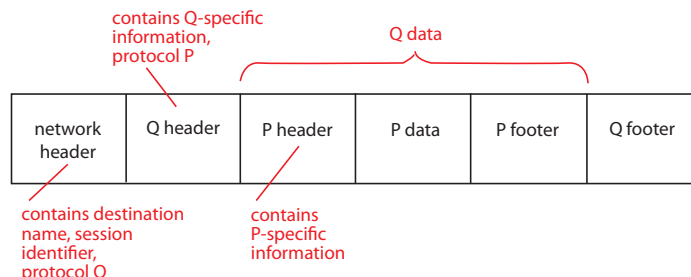 contains Q-specific
information,
protocol P
Q data
network
header
Q header
P header
P data
P footer
Q footer
contains destination
name, session
identifier,
protocol Q
contains
P-specific
information